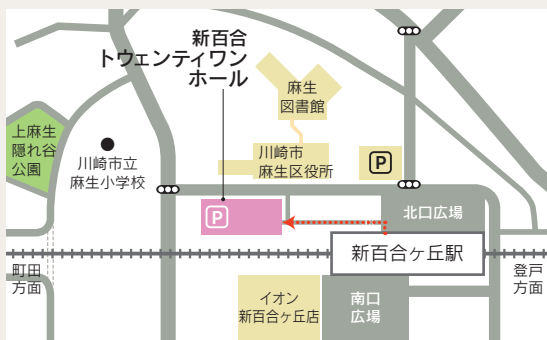 新百合
トウェンティワン
ホール
麻生
図書館
上麻生
隠れ谷
公園
川崎市立
麻生小学校
川崎市
麻生区役所
P
P
北口広場
新百合ヶ丘駅
町田
方面
登戸
方面
イオン
新百合ヶ丘店
南口
広場